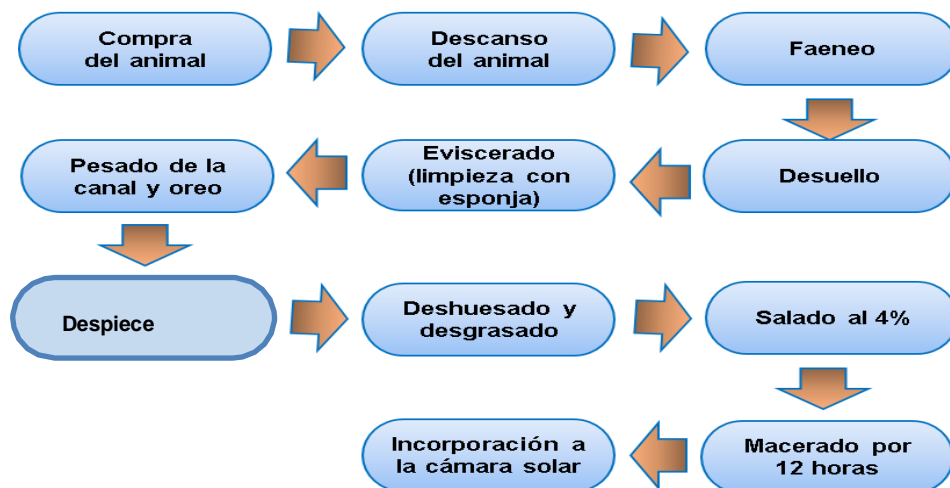 Compra
del animal
Descanso
del animal
Faeneo
Desuello
Eviscerado
(limpieza con
esponja)
Pesado de la
canal y oreo
Despiece
Deshuesado y
desgrasado
Salado al 4%
Macerado por
12 horas
Incorporación a
la cámara solar